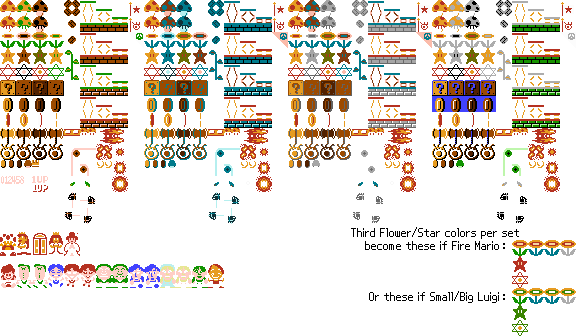 ? ? ? ? ? ? ? ? ? ? ? ? ? ? ? ?
012458 1UP
1UP
Third Flower/Star colors per set
become these if Fire Mario :
Or these if Small/Big Luigi :